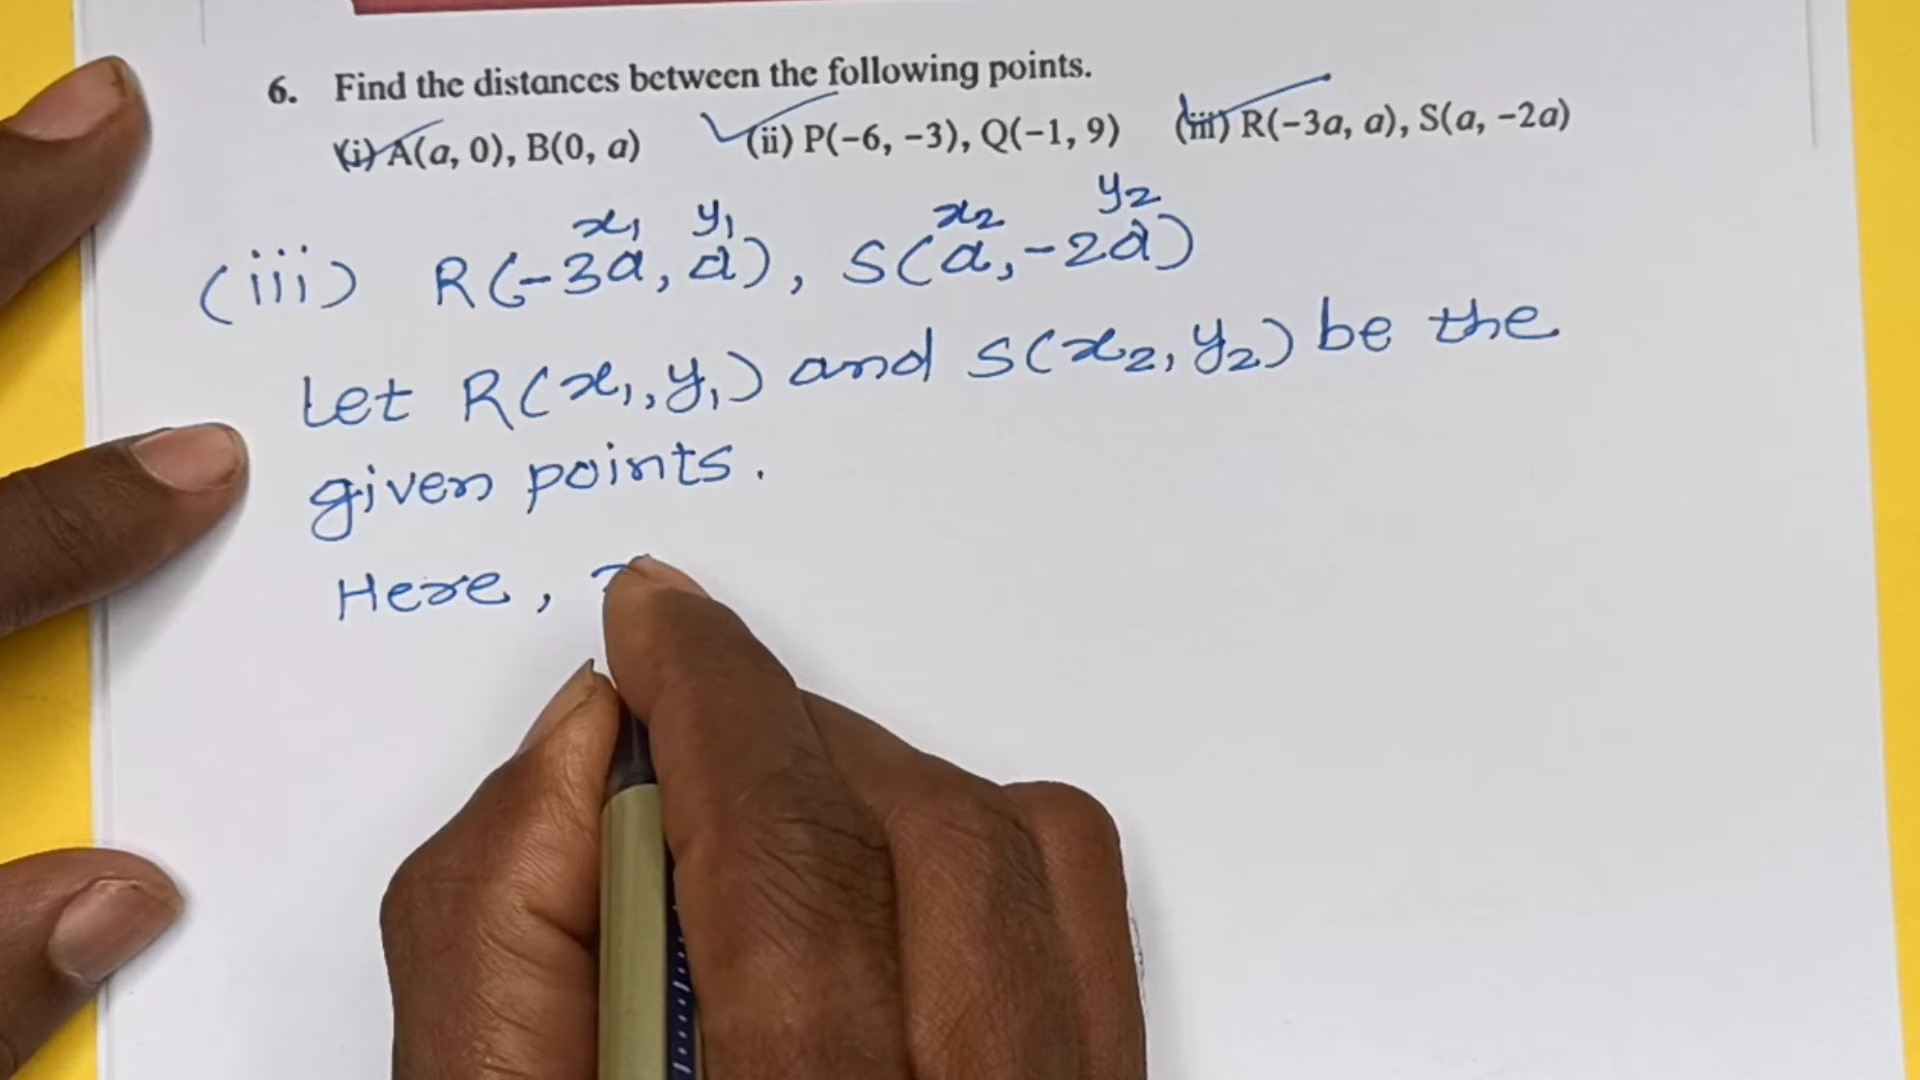 6. Find the distances between the following points.
(i) A(a, 0), B(0, a) (ii) P(−6, −3), Q(−1, 9) (iii) R(−3a, a), S(a, −2a)
x₁ y₁ x₂ y₂
(iii) R(-3a, a), S(a, -2a)
Let R(x₁, y₁) and S(x₂, y₂) be the
given points.
Here,